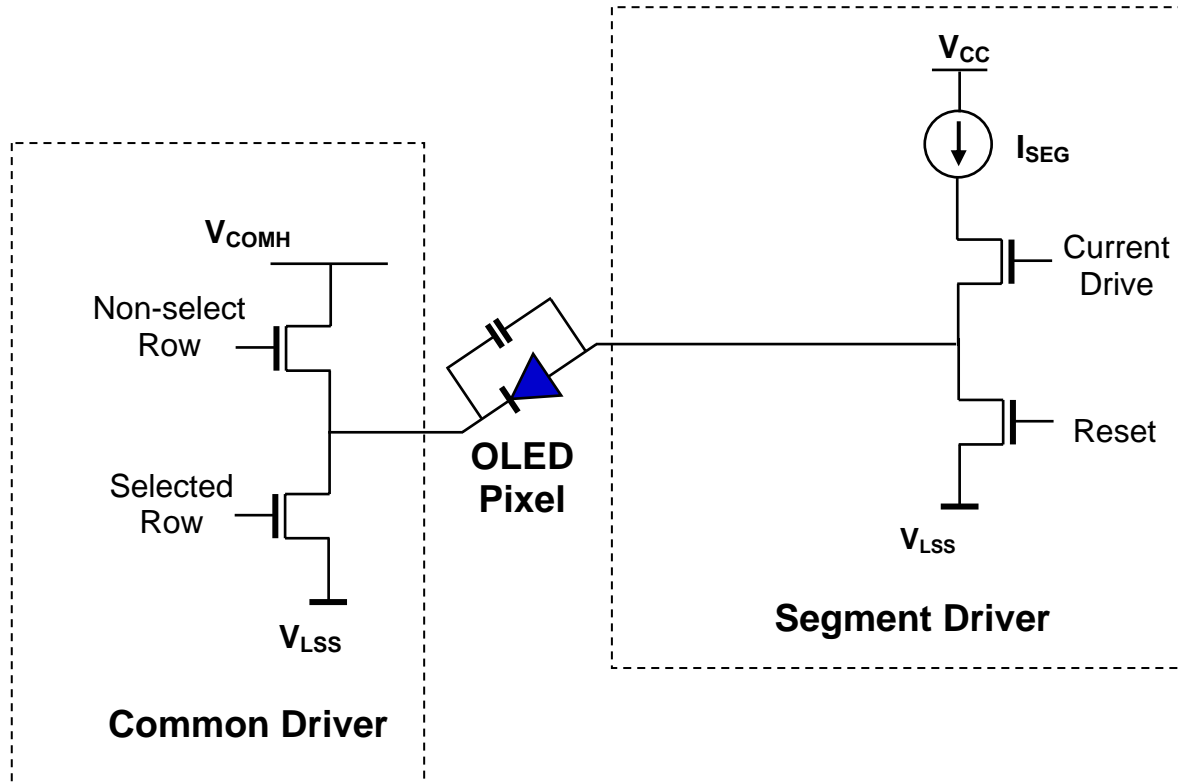 V_CC
I_SEG
V_COMH
Current
Drive
Non-select
Row
OLED
Pixel
Reset
Selected
Row
V_LSS
V_LSS
Segment Driver
Common Driver